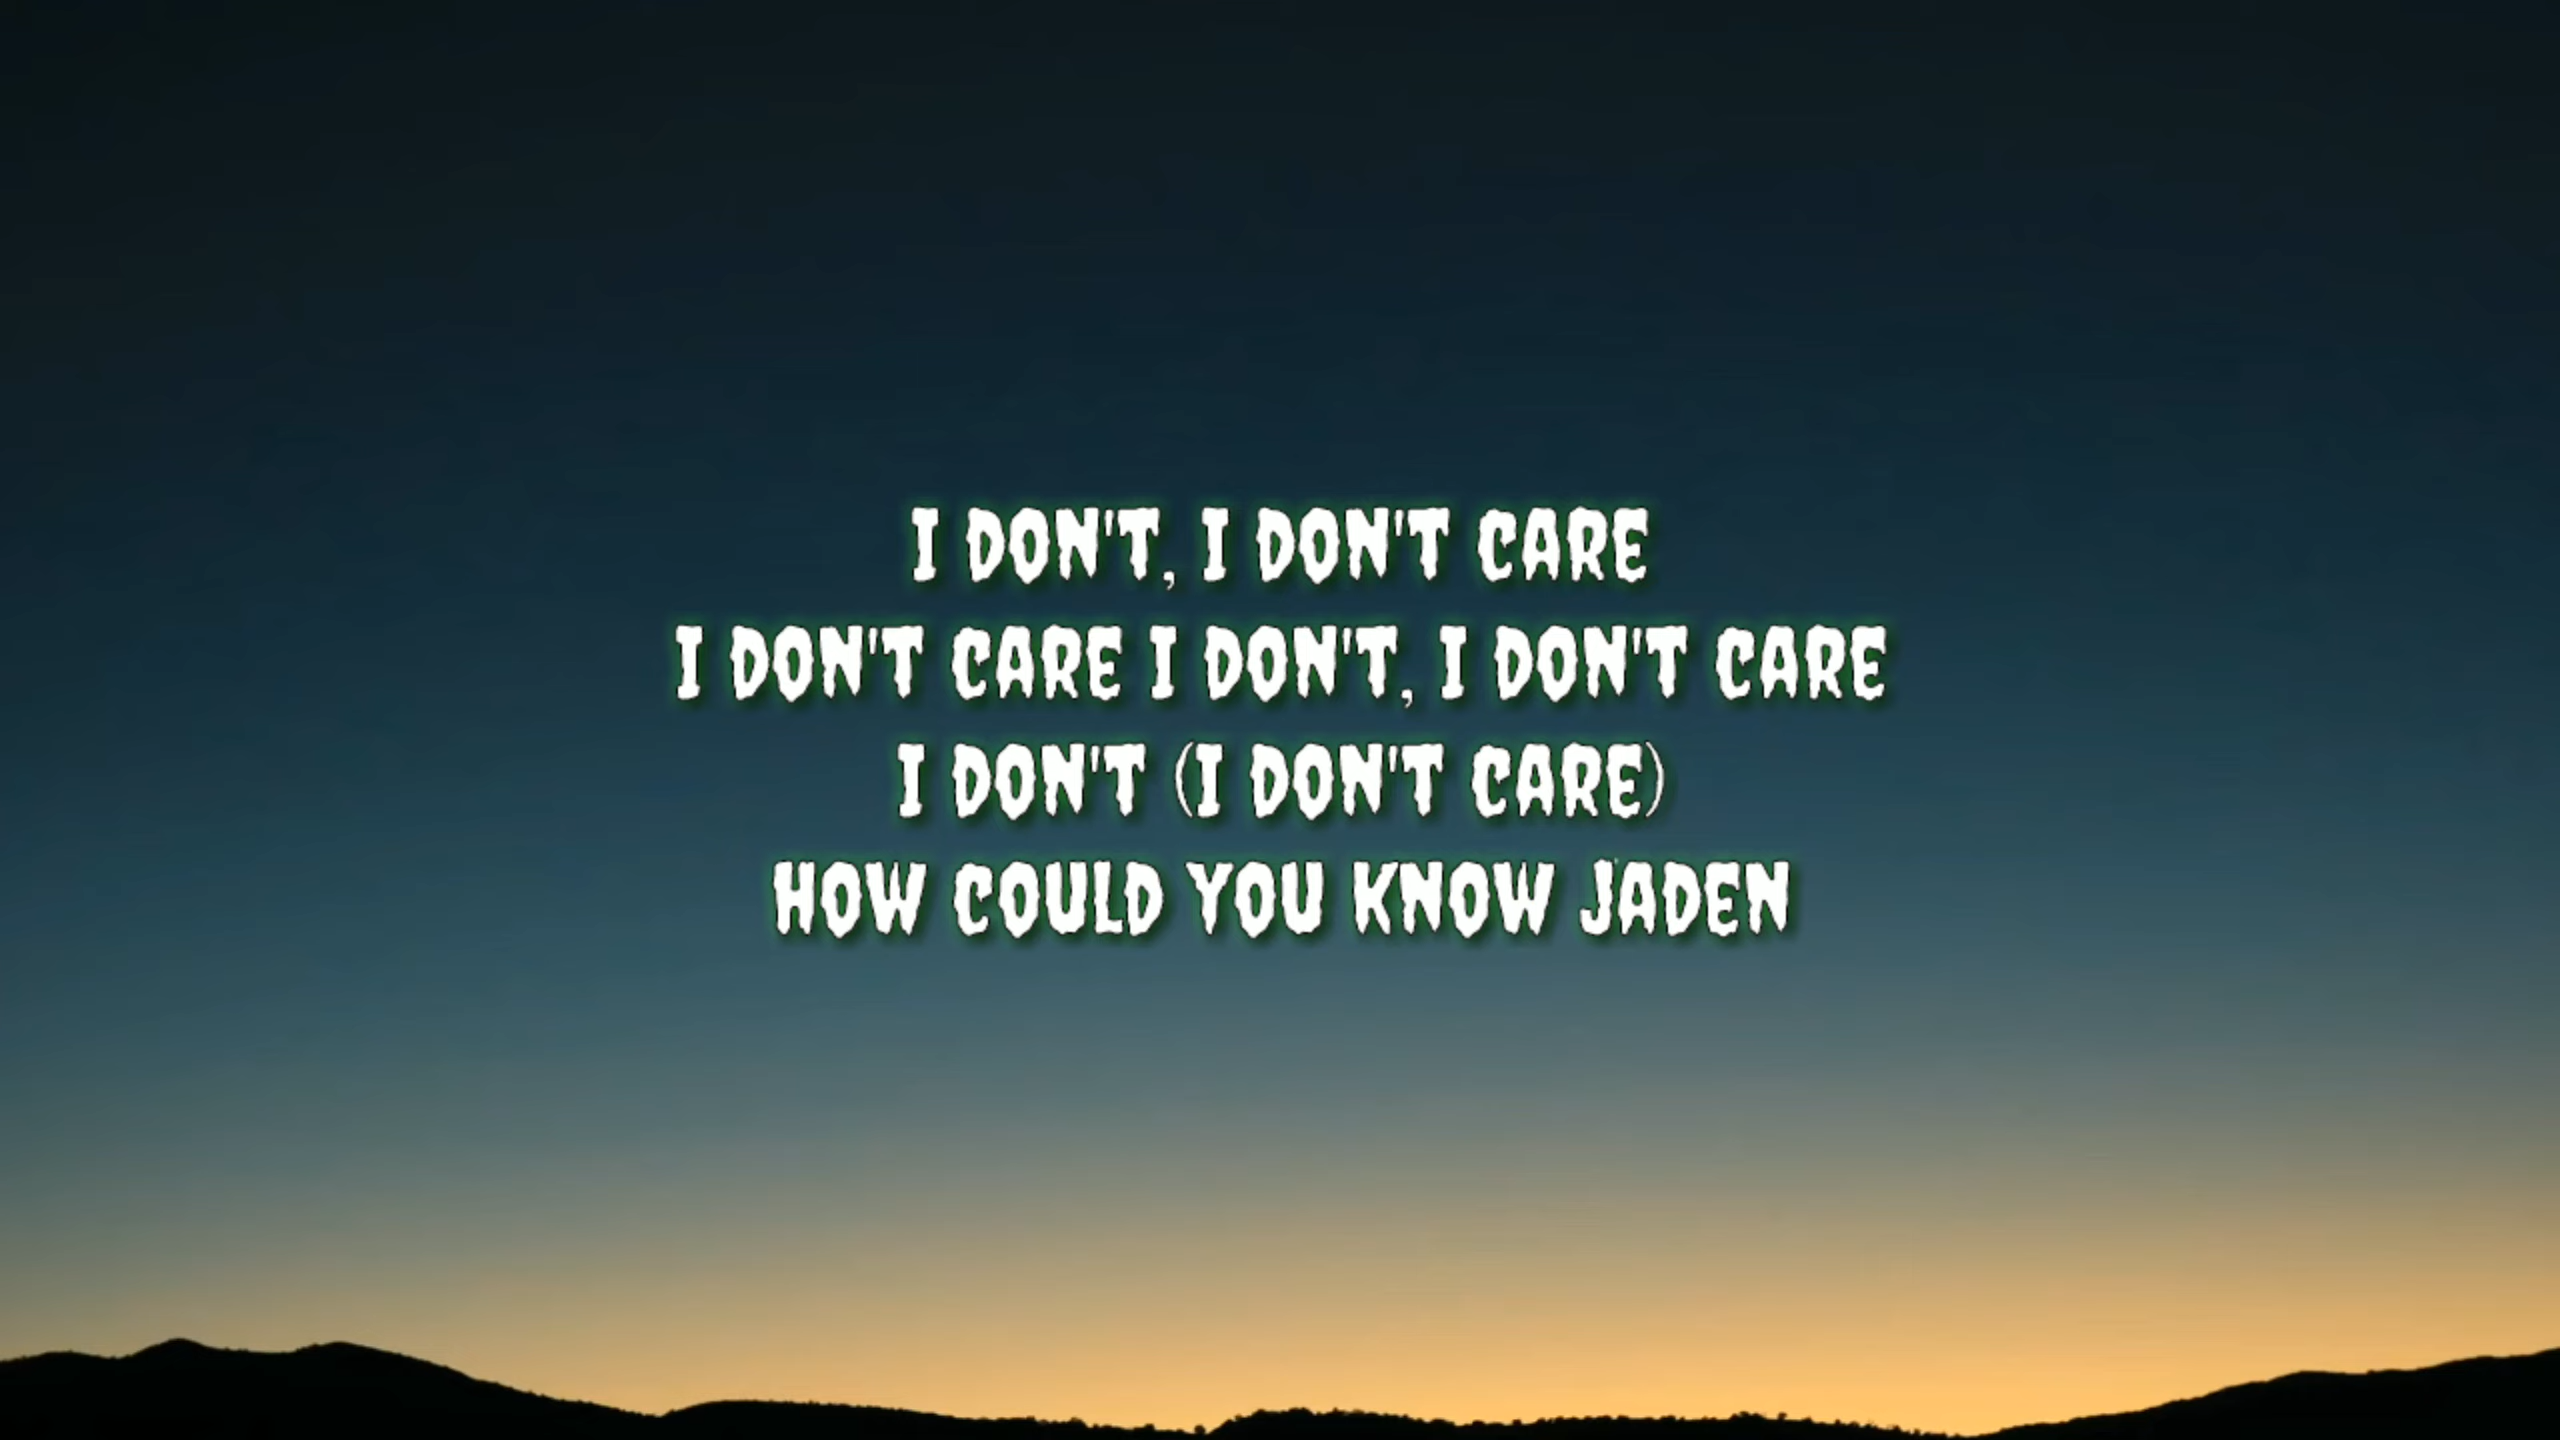 I DON'T, I DON'T CARE
I DON'T CARE I DON'T, I DON'T CARE
I DON'T (I DON'T CARE)
HOW COULD YOU KNOW JADEN